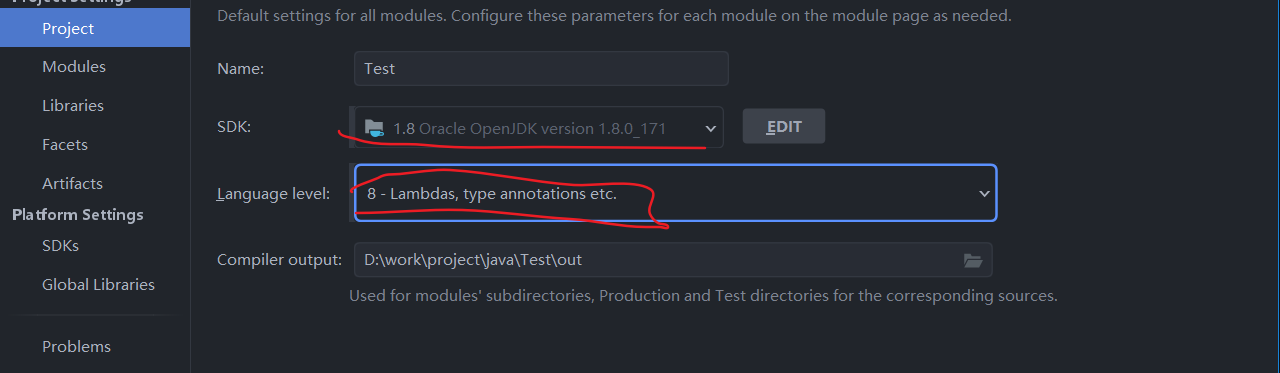 Project
Modules
Libraries
Facets
Artifacts
Platform Settings
SDKs
Global Libraries
Problems
Default settings for all modules. Configure these parameters for each module on the module page as needed.
Name: Test
SDK: 1.8 Oracle OpenJDK version 1.8.0_171 EDIT
Language level: 8 - Lambdas, type annotations etc.
Compiler output: D:\work\project\java\Test\out
Used for modules' subdirectories, Production and Test directories for the corresponding sources.